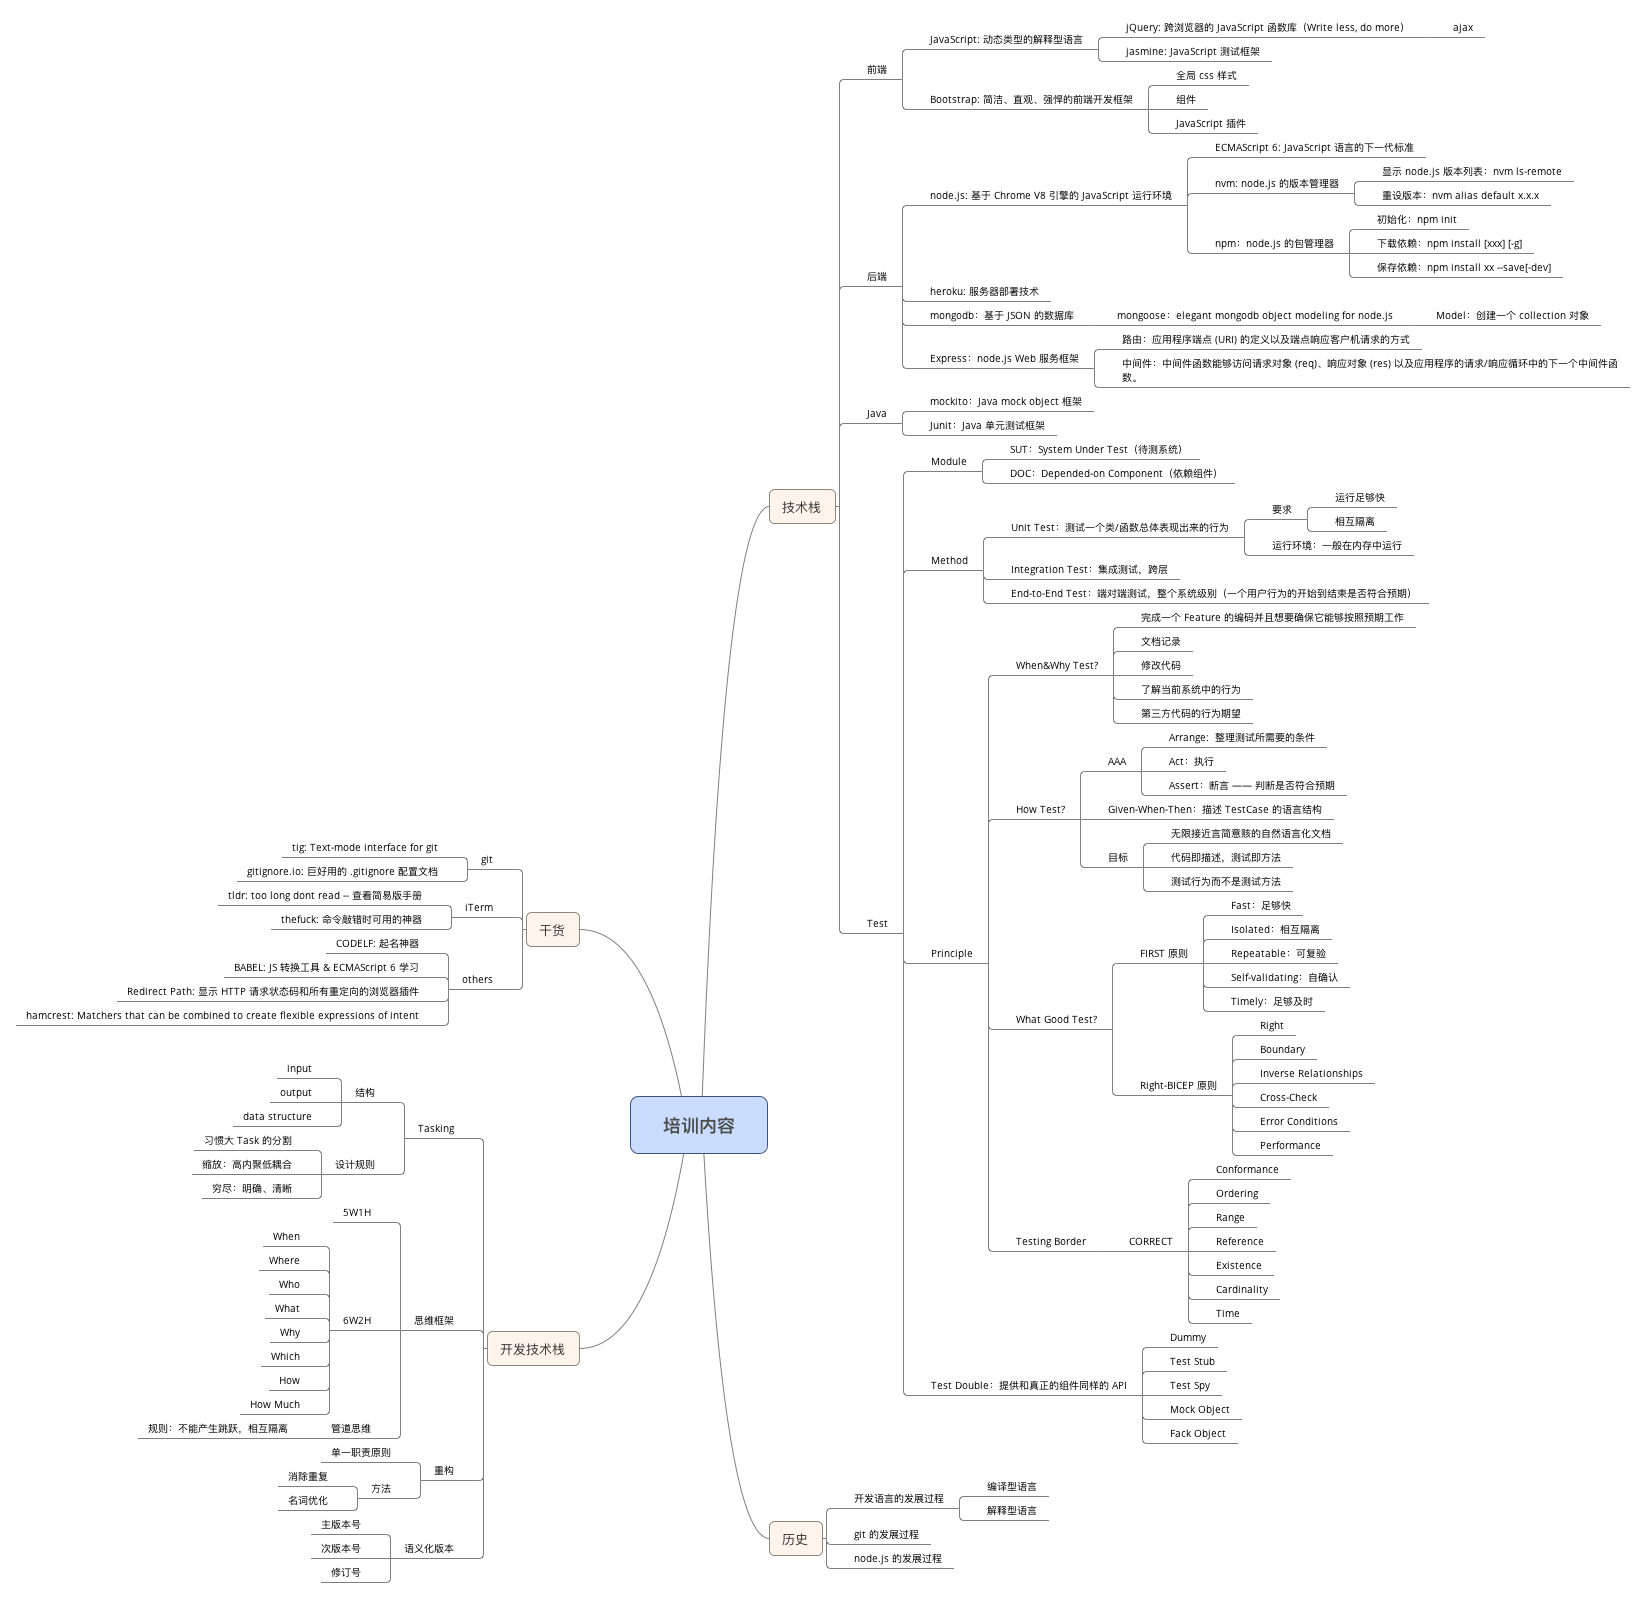 培训内容
技术栈
前端
JavaScript: 动态类型的解释型语言
jQuery: 跨浏览器的 JavaScript 函数库（Write less, do more）
ajax
jasmine: JavaScript 测试框架
Bootstrap: 简洁、直观、强悍的前端开发框架
全局 css 样式
组件
JavaScript 插件
后端
node.js: 基于 Chrome V8 引擎的 JavaScript 运行环境
ECMAScript 6: JavaScript 语言的下一代标准
nvm: node.js 的版本管理器
显示 node.js 版本列表：nvm ls-remote
重设版本：nvm alias default x.x.x
npm：node.js 的包管理器
初始化：npm init
下载依赖：npm install [xxx] [-g]
保存依赖：npm install xx --save[-dev]
heroku: 服务器部署技术
mongodb：基于 JSON 的数据库
mongoose：elegant mongodb object modeling for node.js
Model：创建一个 collection 对象
Express：node.js Web 服务框架
路由：应用程序端点 (URI) 的定义以及端点响应客户机请求的方式
中间件：中间件函数能够访问请求对象 (req)、响应对象 (res) 以及应用程序的请求/响应循环中的下一个中间件函
数。
Java
mockito：Java mock object 框架
Junit：Java 单元测试框架
Test
Module
SUT：System Under Test（待测系统）
DOC：Depended-on Component（依赖组件）
Method
Unit Test：测试一个类/函数总体表现出来的行为
要求
运行足够快
相互隔离
运行环境：一般在内存中运行
Integration Test：集成测试，跨层
End-to-End Test：端对端测试，整个系统级别（一个用户行为的开始到结束是否符合预期）
Principle
When&Why Test?
完成一个 Feature 的编码并且想要确保它能够按照预期工作
文档记录
修改代码
了解当前系统中的行为
第三方代码的行为期望
How Test?
AAA
Arrange: 整理测试所需要的条件
Act：执行
Assert：断言 —— 判断是否符合预期
Given-When-Then：描述 TestCase 的语言结构
目标
无限接近言简意赅的自然语言化文档
代码即描述，测试即方法
测试行为而不是测试方法
What Good Test?
FIRST 原则
Fast：足够快
Isolated：相互隔离
Repeatable：可复验
Self-validating：自确认
Timely：足够及时
Right-BICEP 原则
Right
Boundary
Inverse Relationships
Cross-Check
Error Conditions
Performance
Testing Border
CORRECT
Conformance
Ordering
Range
Reference
Existence
Cardinality
Time
Test Double：提供和真正的组件同样的 API
Dummy
Test Stub
Test Spy
Mock Object
Fack Object
历史
开发语言的发展过程
编译型语言
解释型语言
git 的发展过程
node.js 的发展过程
干货
git
tig: Text-mode interface for git
gitignore.io: 巨好用的 .gitignore 配置文档
iTerm
tldr: too long dont read -- 查看简易版手册
thefuck: 命令敲错时可用的神器
others
CODELF: 起名神器
BABEL: JS 转换工具 & ECMAScript 6 学习
Redirect Path: 显示 HTTP 请求状态码和所有重定向的浏览器插件
hamcrest: Matchers that can be combined to create flexible expressions of intent
开发技术栈
Tasking
结构
input
output
data structure
设计规则
习惯大 Task 的分割
缩放：高内聚低耦合
穷尽：明确、清晰
思维框架
5W1H
6W2H
When
Where
Who
What
Why
Which
How
How Much
管道思维
规则：不能产生跳跃，相互隔离
重构
单一职责原则
方法
消除重复
名词优化
语义化版本
主版本号
次版本号
修订号